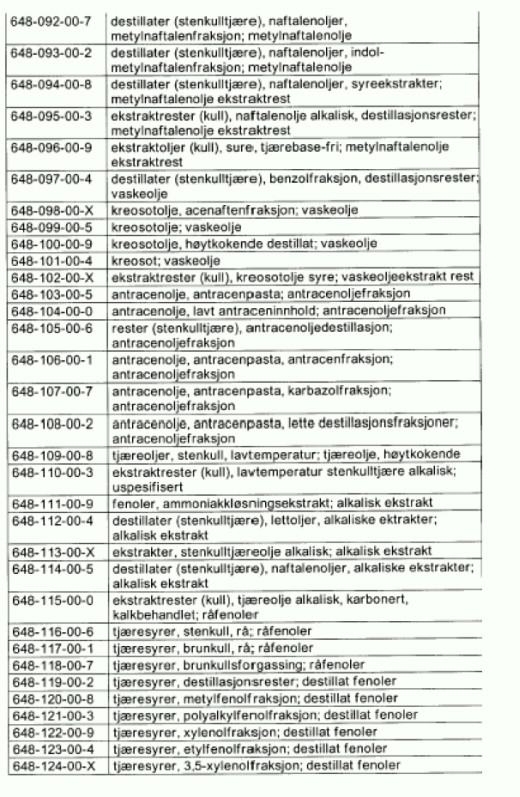 648-092-00-7 destillater (stenkulltjære), naftalenoljer,
metylnaftalenfraksjon; metylnaftalenolje
648-093-00-2 destillater (stenkulltjære), naftalenoljer, indol-
metylnaftalenfraksjon; metylnaftalenolje
648-094-00-8 destillater (stenkulltjære), naftalenoljer, syreekstrakter;
metylnaftalenolje ekstraktrest
648-095-00-3 ekstraktrester (kull), naftalenolje alkalisk, destillasjonsrester;
metylnaftalenolje ekstraktrest
648-096-00-9 ekstraktoljer (kull), sure, tjærebase-fri; metylnaftalenolje
ekstraktrest
648-097-00-4 destillater (stenkulltjære), benzolfraksjon, destillasjonsrester;
vaskeolje
648-098-00-X kreosotolje, acenaftenfraksjon; vaskeolje
648-099-00-5 kreosotolje; vaskeolje
648-100-00-9 kreosotolje, høytkokende destillat; vaskeolje
648-101-00-4 kreosot; vaskeolje
648-102-00-X ekstraktrester (kull), kreosotolje syre; vaskeoljeekstrakt rest
648-103-00-5 antracenolje, antracenpasta; antracenoljefraksjon
648-104-00-0 antracenolje, lavt antraceninnhold; antracenoljefraksjon
648-105-00-6 rester (stenkulltjære), antracenoljedestillasjon;
antracenoljefraksjon
648-106-00-1 antracenolje, antracenpasta, antracenfraksjon;
antracenoljefraksjon
648-107-00-7 antracenolje, antracenpasta, karbazolfraksjon;
antracenoljefraksjon
648-108-00-2 antracenolje, antracenpasta, lette destillasjonsfraksjoner;
antracenoljefraksjon
648-109-00-8 tjæreoljer, stenkull, lavtemperatur; tjæreolje, høytkokende
648-110-00-3 ekstraktrester (kull), lavtemperatur stenkulltjære alkalisk;
uspesifisert
648-111-00-9 fenoler, ammoniakkløsningsekstrakt; alkalisk ekstrakt
648-112-00-4 destillater (stenkulltjære), lettoljer, alkaliske ektrakter;
alkalisk ekstrakt
648-113-00-X ekstrakter, stenkulltjæreolje alkalisk; alkalisk ekstrakt
648-114-00-5 destillater (stenkulltjære), naftalenoljer, alkaliske ekstrakter;
alkalisk ekstrakt
648-115-00-0 ekstraktrester (kull), tjæreolje alkalisk, karbonert,
kalkbehandlet; råfenoler
648-116-00-6 tjæresyrer, stenkull, rå; råfenoler
648-117-00-1 tjæresyrer, brunkull, rå; råfenoler
648-118-00-7 tjæresyrer, brunkullsforgassing; råfenoler
648-119-00-2 tjæresyrer, destillasjonsrester; destillat fenoler
648-120-00-8 tjæresyrer, metylfenolfraksjon; destillat fenoler
648-121-00-3 tjæresyrer, polyalkylfenolfraksjon; destillat fenoler
648-122-00-9 tjæresyrer, xylenolfraksjon; destillat fenoler
648-123-00-4 tjæresyrer, etylfenolfraksjon; destillat fenoler
648-124-00-X tjæresyrer, 3,5-xylenolfraksjon; destillat fenoler